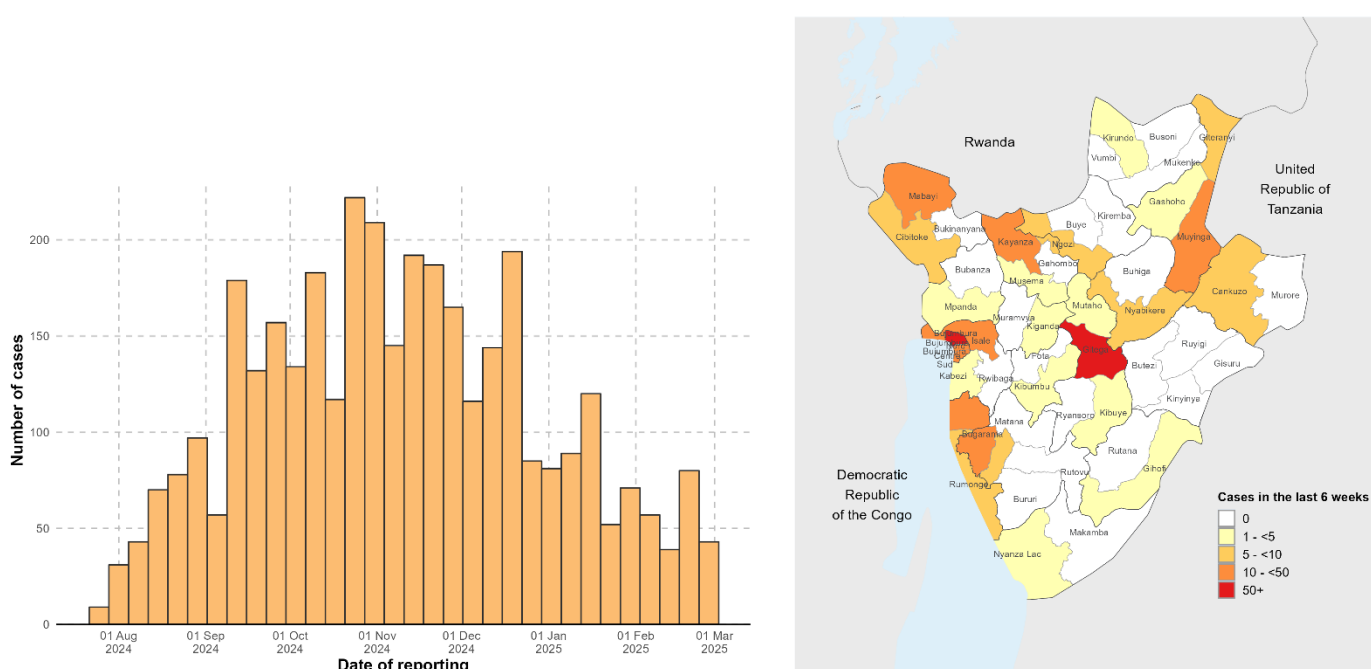 Number of cases
200
150
100
50
0
01 Aug
2024
01 Sep
2024
01 Oct
2024
01 Nov
2024
01 Dec
2024
01 Jan
2025
01 Feb
2025
01 Mar
2025
Date of reporting
Rwanda
United
Republic of
Tanzania
Democratic
Republic
of the Congo
Kirundo
Busoni
Giteranyi
Vumbi
Mukenke
Mabayi
Gashoho
Kiremba
Buye
Bukinanyana
Cibitoke
Kayanza
Ngozi
Muyinga
Gahombo
Bubanza
Buhiga
Musema
Cankuzo
Murore
Mpanda
Mutaho
Nyabikere
Muramvya
Kiganda
Isale
Gitega
Fota
Ruyigi
Butezi
Gisuru
Sud
Kabezi
Rwibaga
Kibumbu
Kinyinya
Matana
Ryansoro
Kibuye
Bugarama
Rutana
Gihofi
Rutovu
Rumonge
Bururi
Makamba
Nyanza Lac
Cases in the last 6 weeks
0
1 - <5
5 - <10
10 - <50
50+